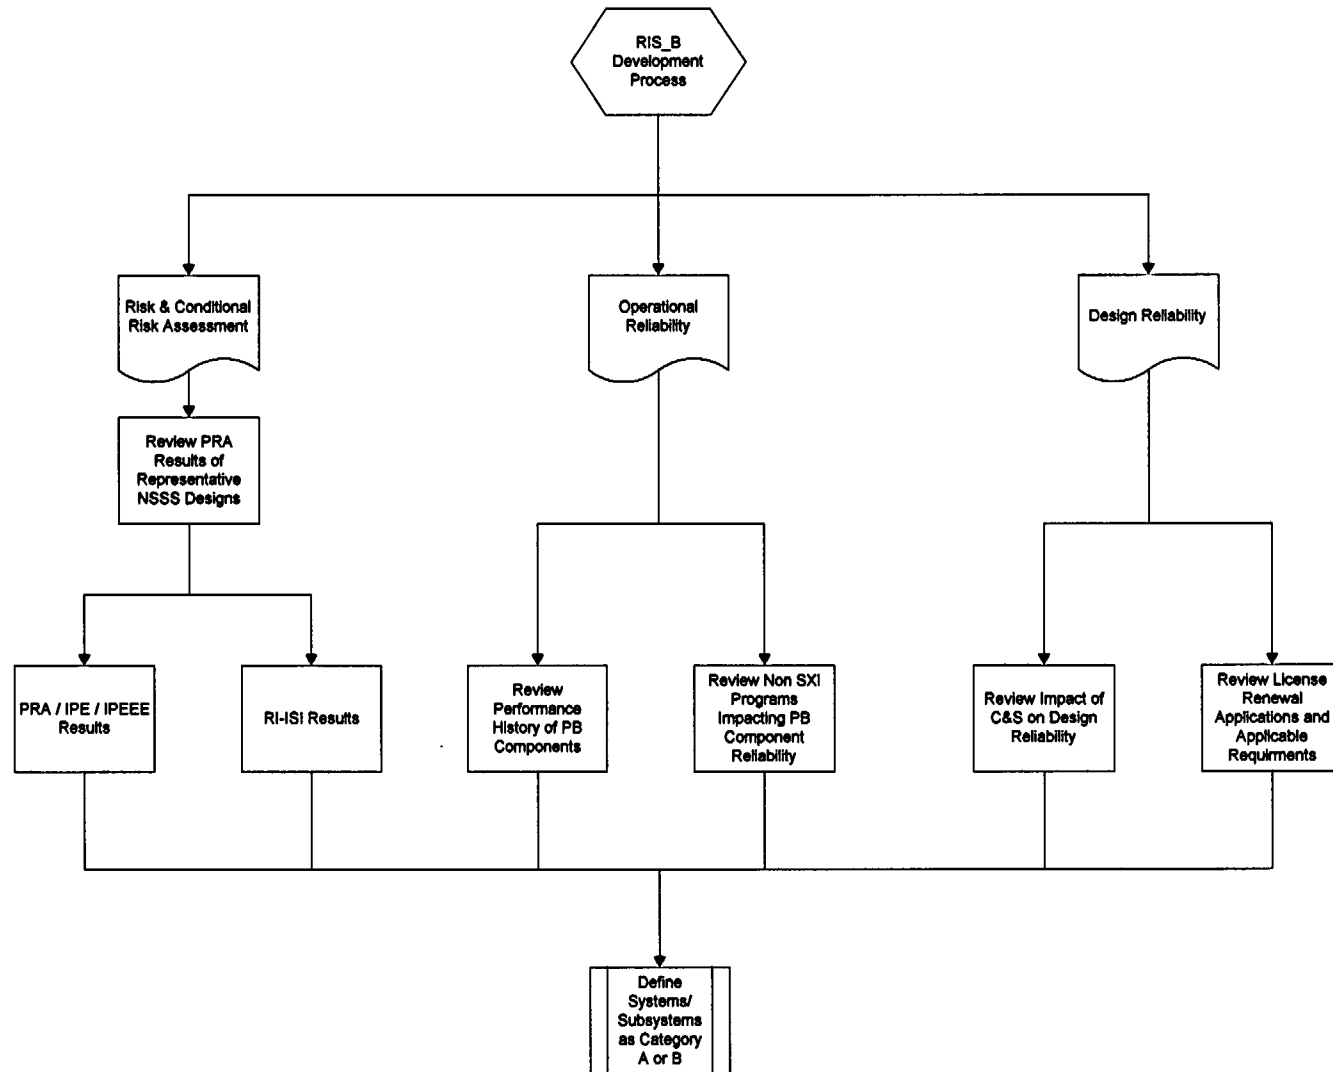 RIS_B
Development
Process
Risk & Conditional
Risk Assessment
Operational
Reliability
Design Reliability
Review PRA
Results of
Representative
NSSS Designs
PRA / IPE / IPEEE
Results
RI-ISI Results
Review
Performance
History of PB
Components
Review Non SXI
Programs
Impacting PB
Component
Reliability
Review Impact of
C&S on Design
Reliability
Review License
Renewal
Applications and
Applicable
Requirments
Define
Systems/
Subsystems
as Category
A or B